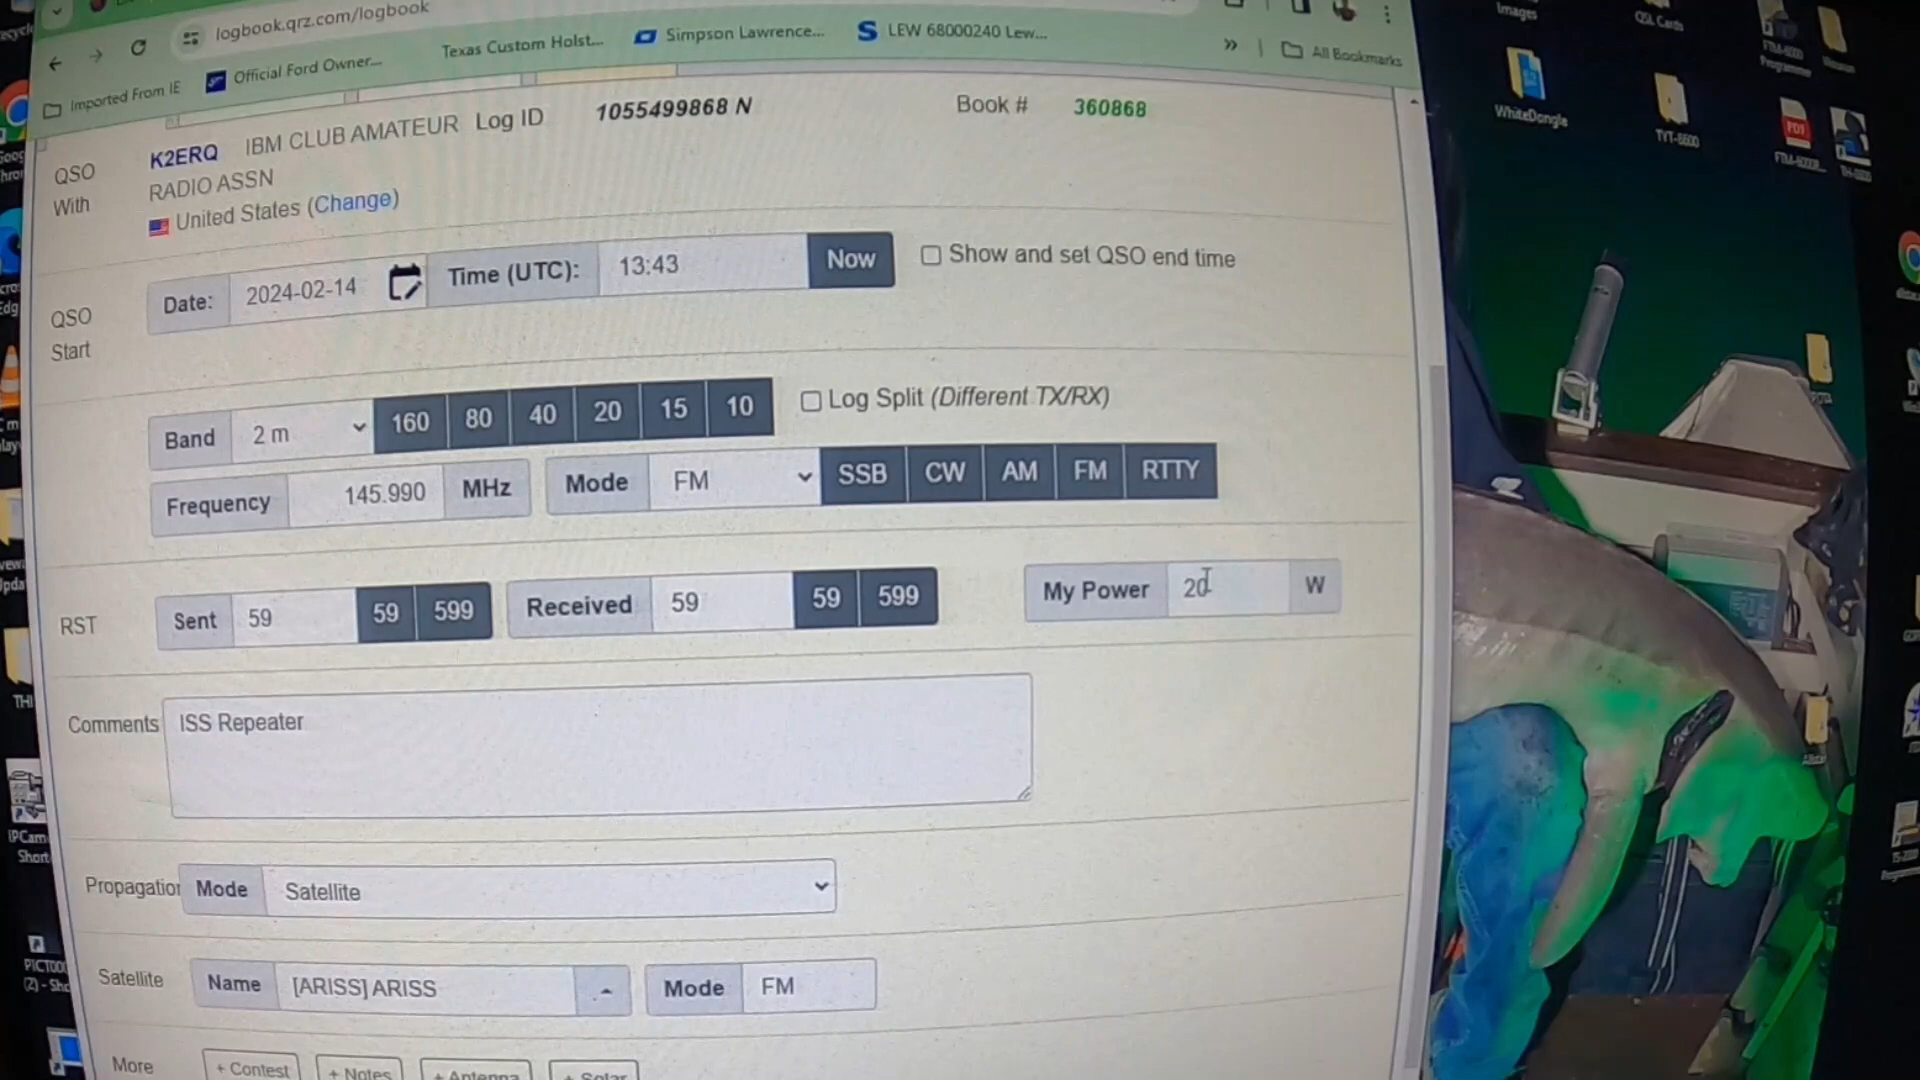 logbook.qrz.com/logbook
Imported From IE
Official Ford Owner...
Texas Custom Holst...
Simpson Lawrence...
LEW 68000240 Lew...
» All Bookmarks
QSO With
K2ERQ IBM CLUB AMATEUR RADIO ASSN
United States (Change)
Log ID 1055499868 N
Book # 360868
QSO Start
Date: 2024-02-14 Time (UTC): 13:43 Now Show and set QSO end time
Band 2 m 160 80 40 20 15 10 Log Split (Different TX/RX)
Frequency 145.990 MHz Mode FM SSB CW AM FM RTTY
RST Sent 59 59 599 Received 59 59 599 My Power 20 W
Comments ISS Repeater
Propagation Mode Satellite
Satellite Name [ARISS] ARISS Mode FM
More + Contest + Notes + Antenna + Solar
Images
QSL Cards
WhiteDongle